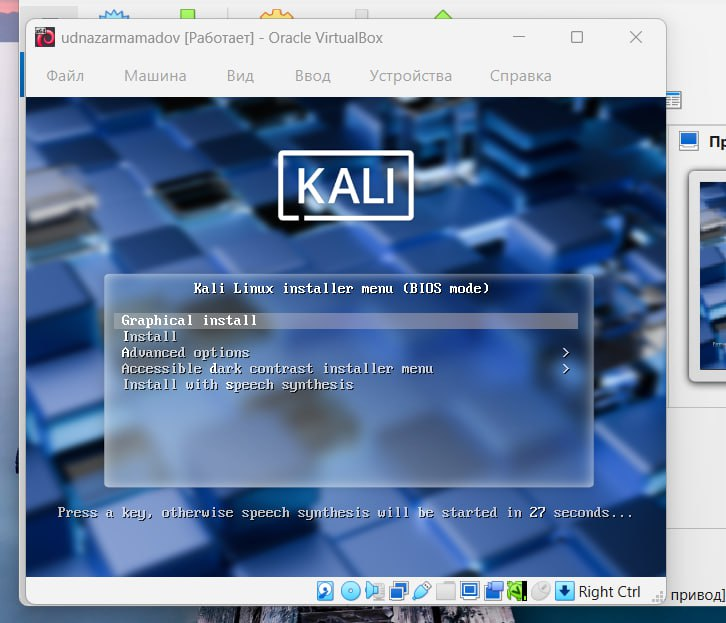 udnazarmamadov [Работает] - Oracle VirtualBox
Файл Машина Вид Ввод Устройства Справка
KALI
Kali Linux installer menu (BIOS mode)
Graphical install
Install
Advanced options >
Accessible dark contrast installer menu >
Install with speech synthesis
Press a key, otherwise speech synthesis will be started in 27 seconds...
Right Ctrl
привод]